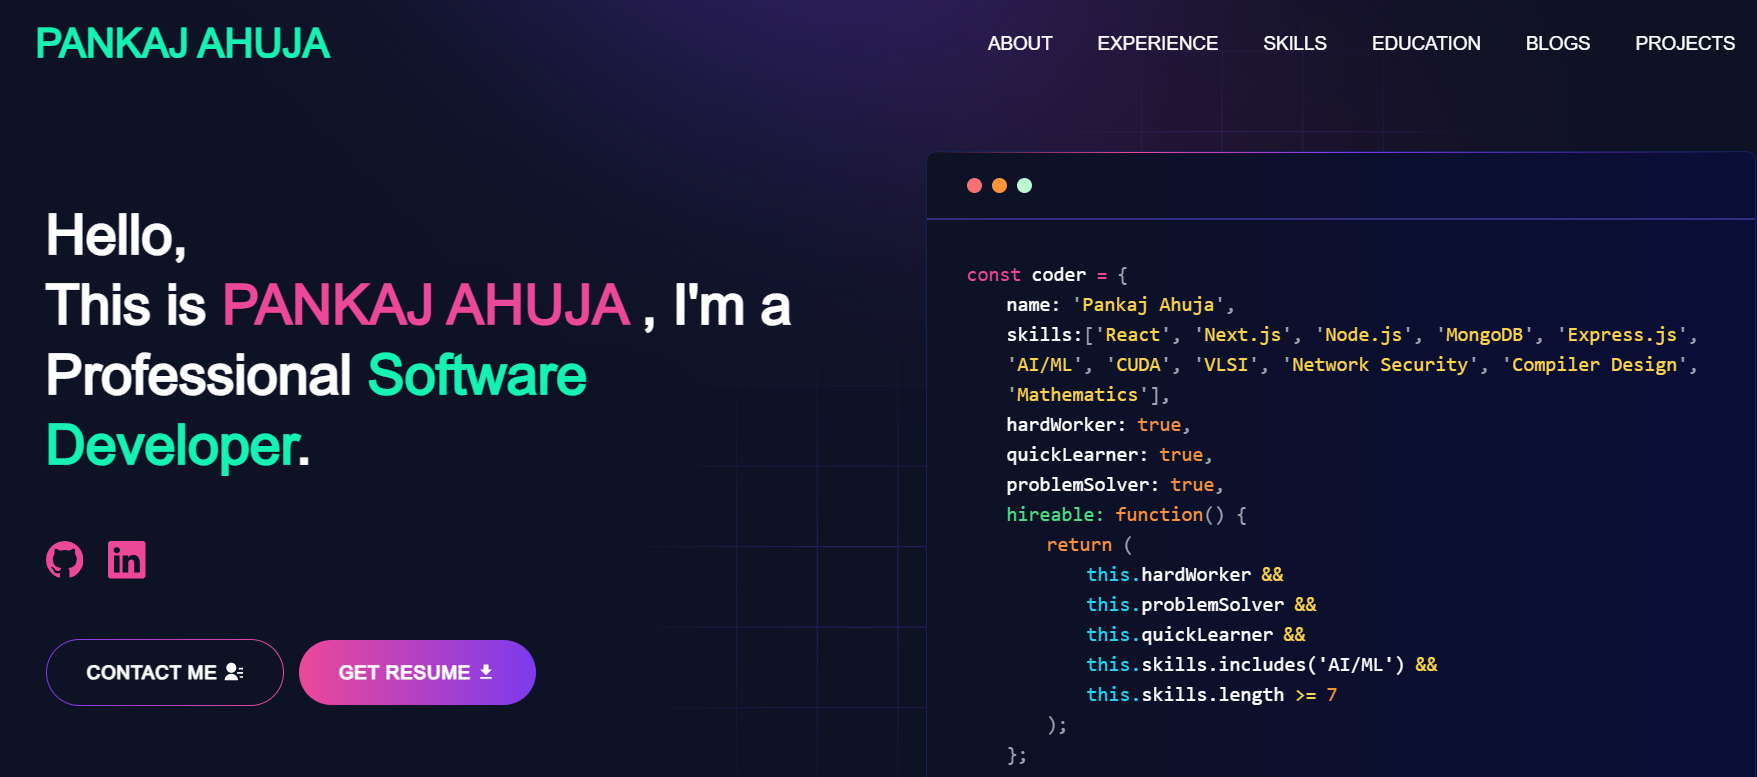 PANKAJ AHUJA
ABOUT EXPERIENCE SKILLS EDUCATION BLOGS PROJECTS
Hello,
This is PANKAJ AHUJA , I'm a
Professional Software
Developer.
CONTACT ME
GET RESUME
const coder = {
name: 'Pankaj Ahuja',
skills:['React', 'Next.js', 'Node.js', 'MongoDB', 'Express.js',
'AI/ML', 'CUDA', 'VLSI', 'Network Security', 'Compiler Design',
'Mathematics'],
hardWorker: true,
quickLearner: true,
problemSolver: true,
hireable: function() {
return (
this.hardWorker &&
this.problemSolver &&
this.quickLearner &&
this.skills.includes('AI/ML') &&
this.skills.length >= 7
);
};